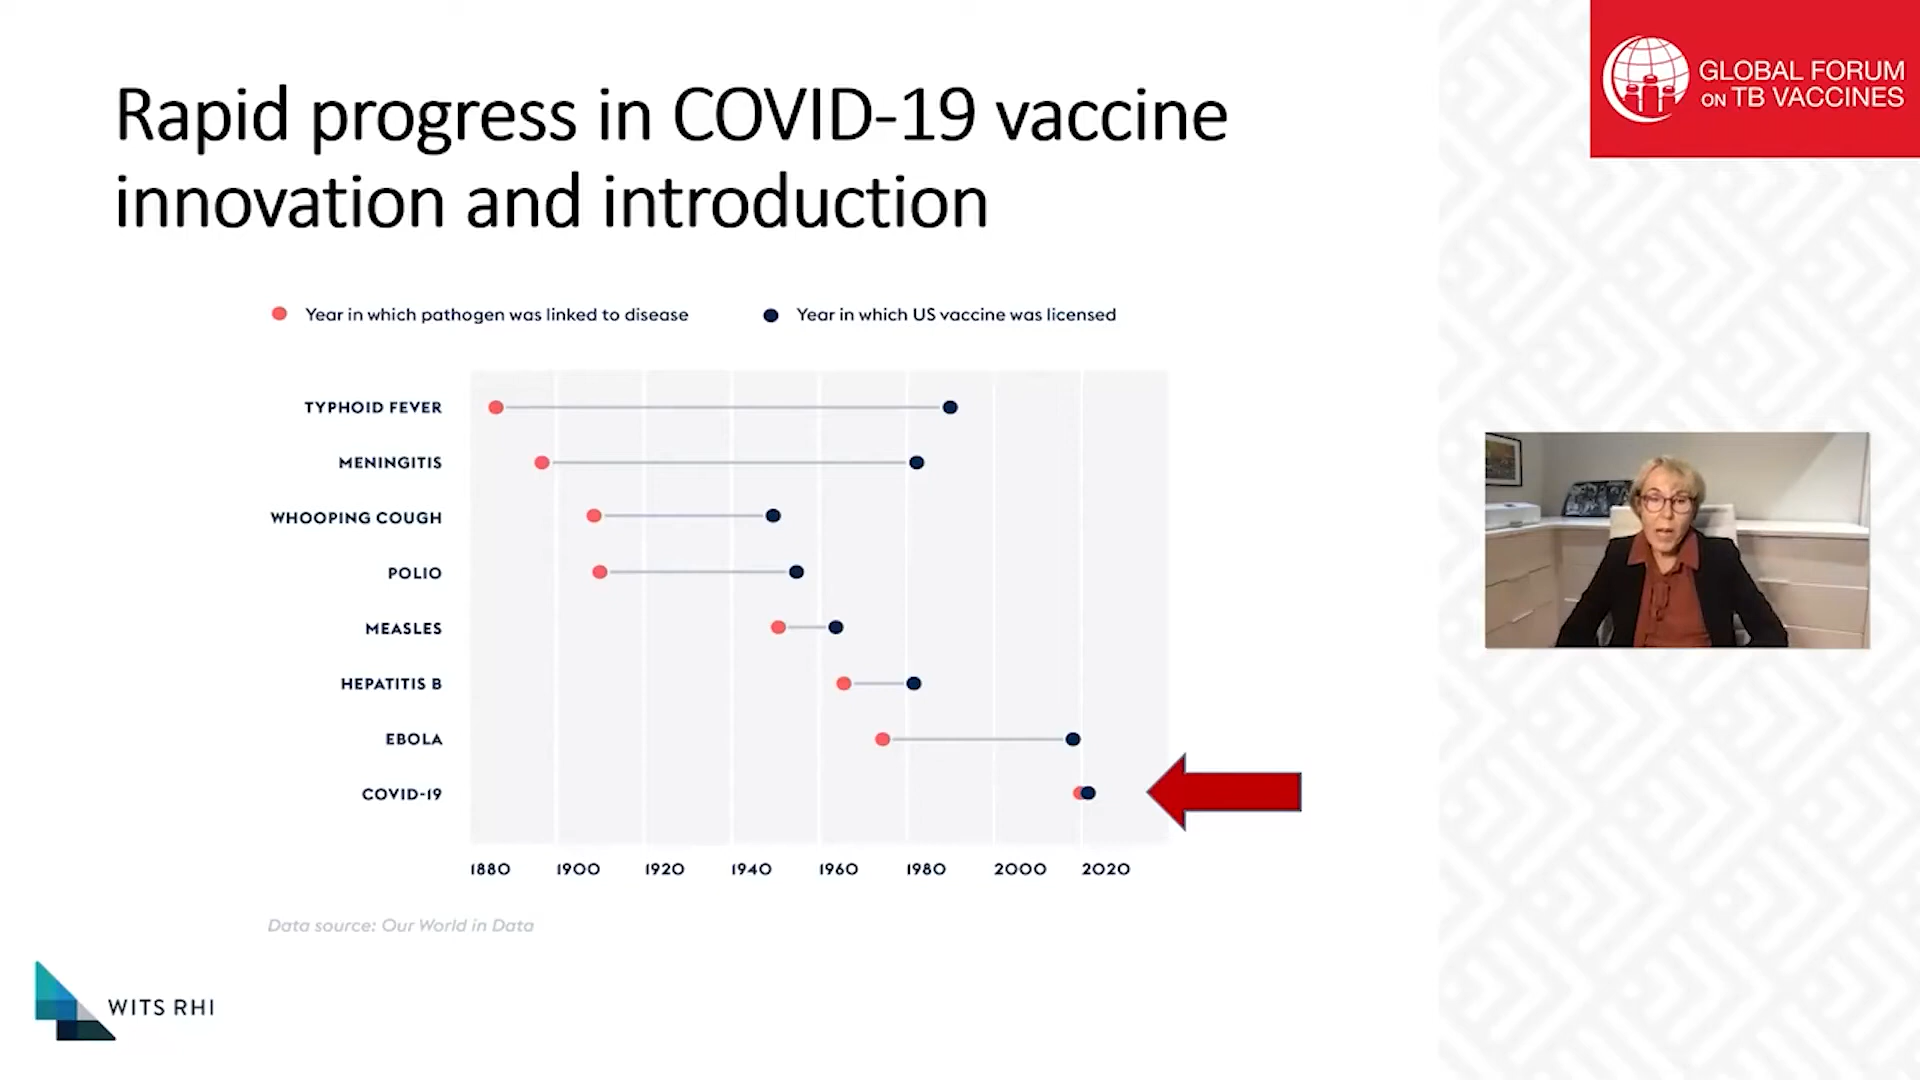 Rapid progress in COVID-19 vaccine
innovation and introduction
GLOBAL FORUM
ON TB VACCINES
Year in which pathogen was linked to disease
Year in which US vaccine was licensed
TYPHOID FEVER
MENINGITIS
WHOOPING COUGH
POLIO
MEASLES
HEPATITIS B
EBOLA
COVID-19
1880 1900 1920 1940 1960 1980 2000 2020
Data source: Our World in Data
WITS RHI